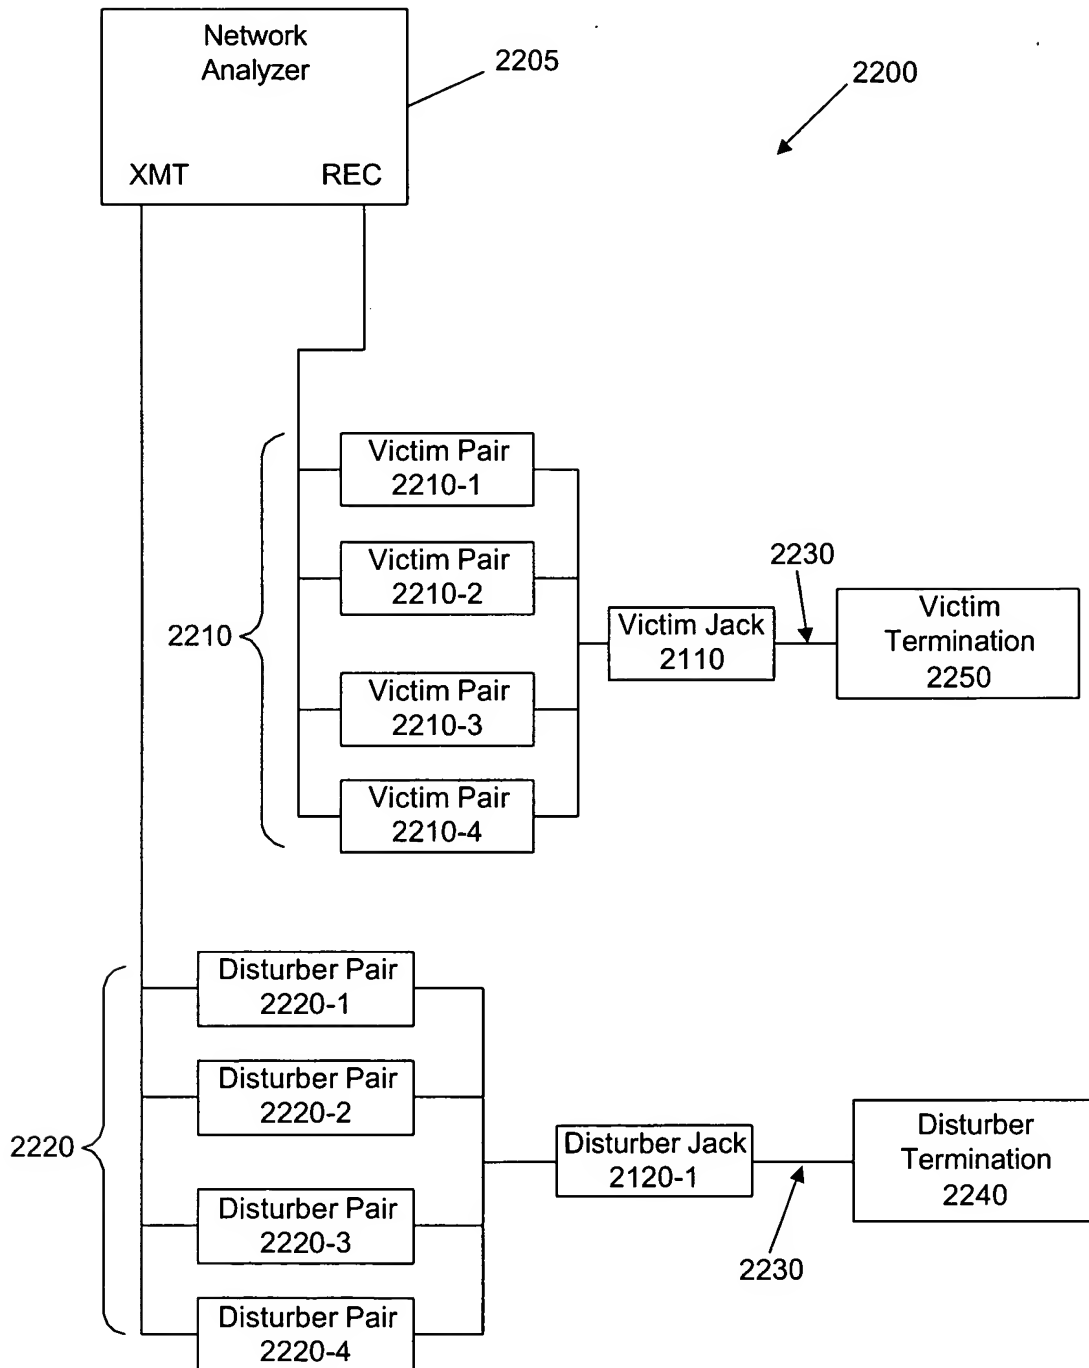 Network
Analyzer
2205
2200
XMT
REC
Victim Pair
2210-1
Victim Pair
2210-2
2210
Victim Pair
2210-3
Victim Pair
2210-4
Victim Jack
2110
2230
Victim
Termination
2250
Disturber Pair
2220-1
Disturber Pair
2220-2
2220
Disturber Pair
2220-3
Disturber Pair
2220-4
Disturber Jack
2120-1
2230
Disturber
Termination
2240